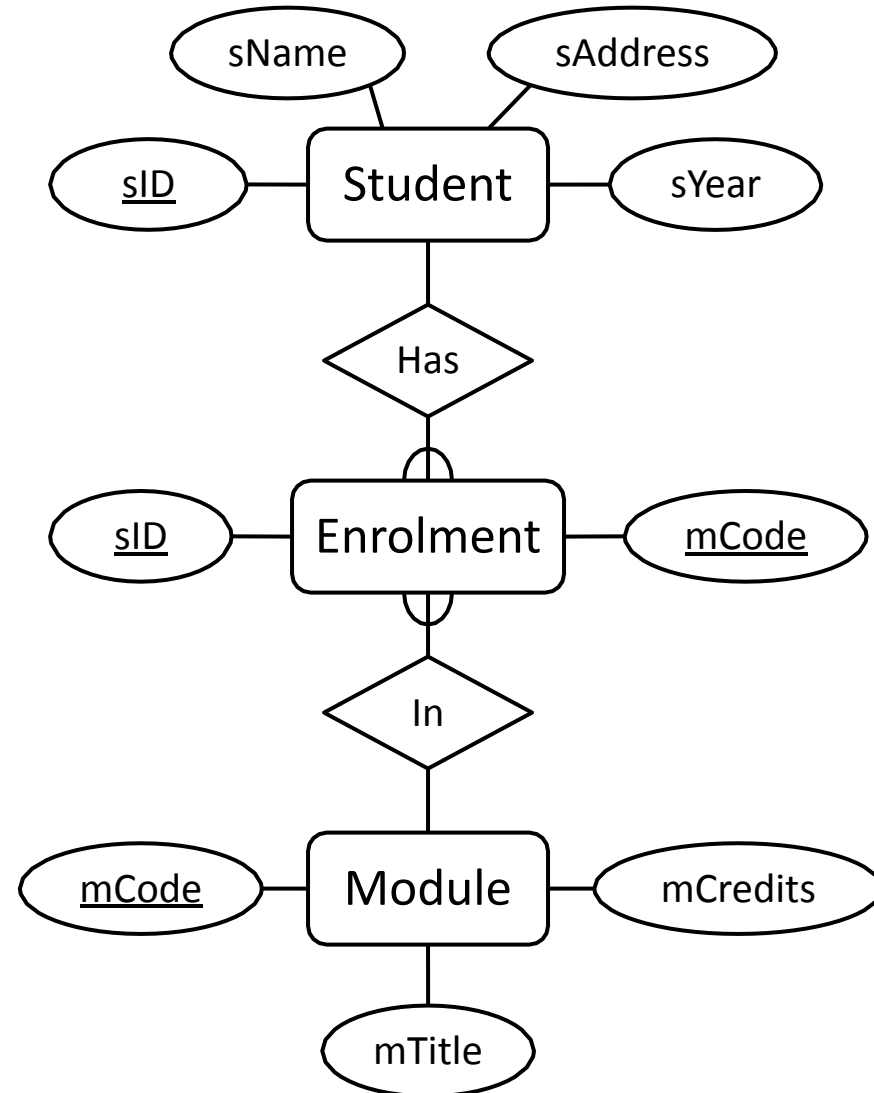 sName
sAddress
sID
Student
sYear
Has
sID
Enrolment
mCode
In
mCode
Module
mCredits
mTitle